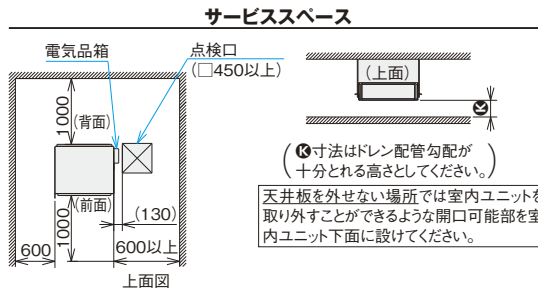 サービススペース
電気品箱
点検口
(□450以上)
(上面)
1000
(背面)
K
(前面)
(130)
1000
600
600以上
上面図
(K寸法はドレン配管勾配が
十分とれる高さとしてください。)
天井板を外せない場所では室内ユニットを
取り外すことができるような開口可能部を室
内ユニット下面に設けてください。